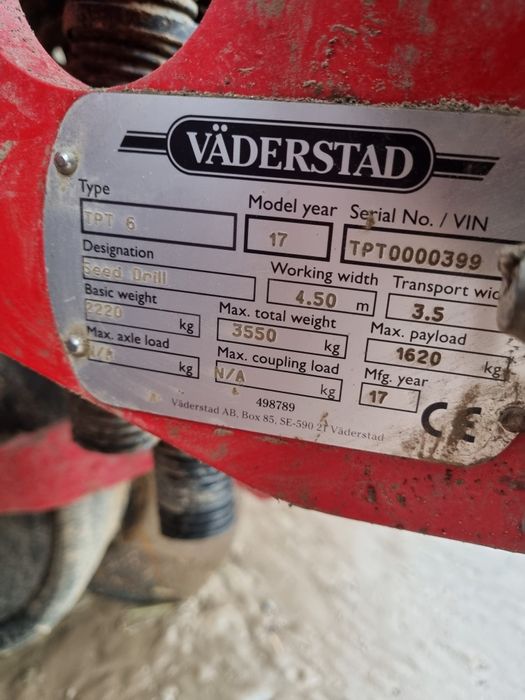 VÄDERSTAD
Type Model year Serial No. / VIN
TPT 6 17 TPT0000399
Designation Working width Transport wid
Seed Drill 4.50 m 3.5
Basic weight Max. total weight Max. payload
2220 kg 3550 kg 1620 kg
Max. axle load Max. coupling load Mfg. year
N/A kg N/A kg 17 CE
498789
Väderstad AB, Box 85, SE-590 21 Väderstad